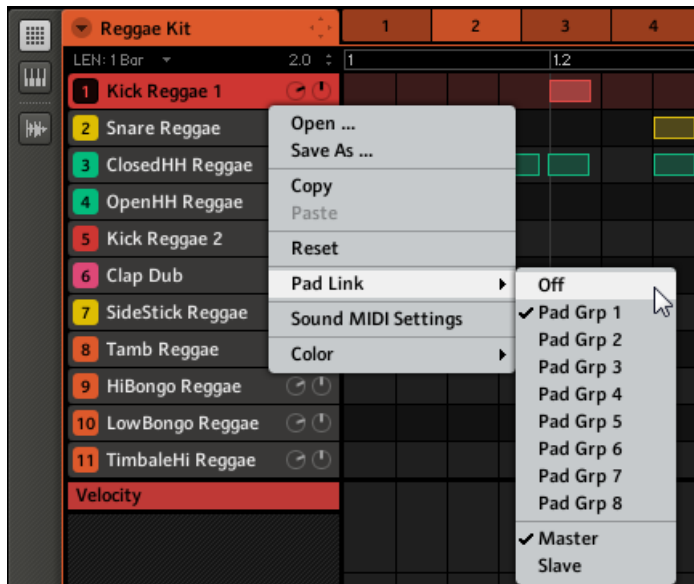 Reggae Kit 1 2 3 4
LEN: 1 Bar 2.0 1 1.2
1 Kick Reggae 1
2 Snare Reggae
3 ClosedHH Reggae
4 OpenHH Reggae
5 Kick Reggae 2
6 Clap Dub
7 SideStick Reggae
8 Tamb Reggae
9 HiBongo Reggae
10 LowBongo Reggae
11 TimbaleHi Reggae
Velocity
Open ...
Save As ...
Copy
Paste
Reset
Pad Link
Sound MIDI Settings
Color
Off
Pad Grp 1
Pad Grp 2
Pad Grp 3
Pad Grp 4
Pad Grp 5
Pad Grp 6
Pad Grp 7
Pad Grp 8
Master
Slave